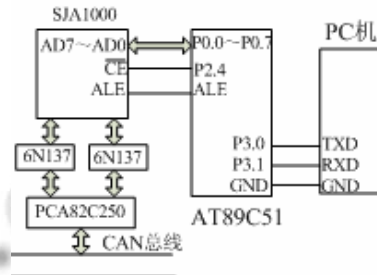 SJA1000
PC机
AD7～AD0
P0.0～P0.7
CE
P2.4
ALE
ALE
P3.0
TXD
6N137
6N137
P3.1
RXD
GND
GND
PCA82C250
AT89C51
CAN总线